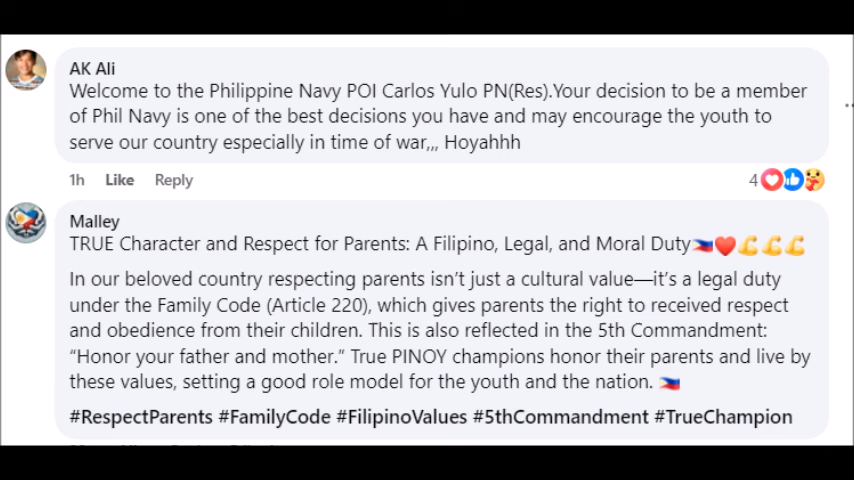 AK Ali
Welcome to the Philippine Navy POI Carlos Yulo PN(Res).Your decision to be a member
of Phil Navy is one of the best decisions you have and may encourage the youth to
serve our country especially in time of war,,, Hoyahhh
1h Like Reply 4
Malley
TRUE Character and Respect for Parents: A Filipino, Legal, and Moral Duty🇵🇭❤️💪💪💪
In our beloved country respecting parents isn't just a cultural value—it's a legal duty
under the Family Code (Article 220), which gives parents the right to received respect
and obedience from their children. This is also reflected in the 5th Commandment:
“Honor your father and mother.” True PINOY champions honor their parents and live by
these values, setting a good role model for the youth and the nation. 🇵🇭
#RespectParents #FamilyCode #FilipinoValues #5thCommandment #TrueChampion